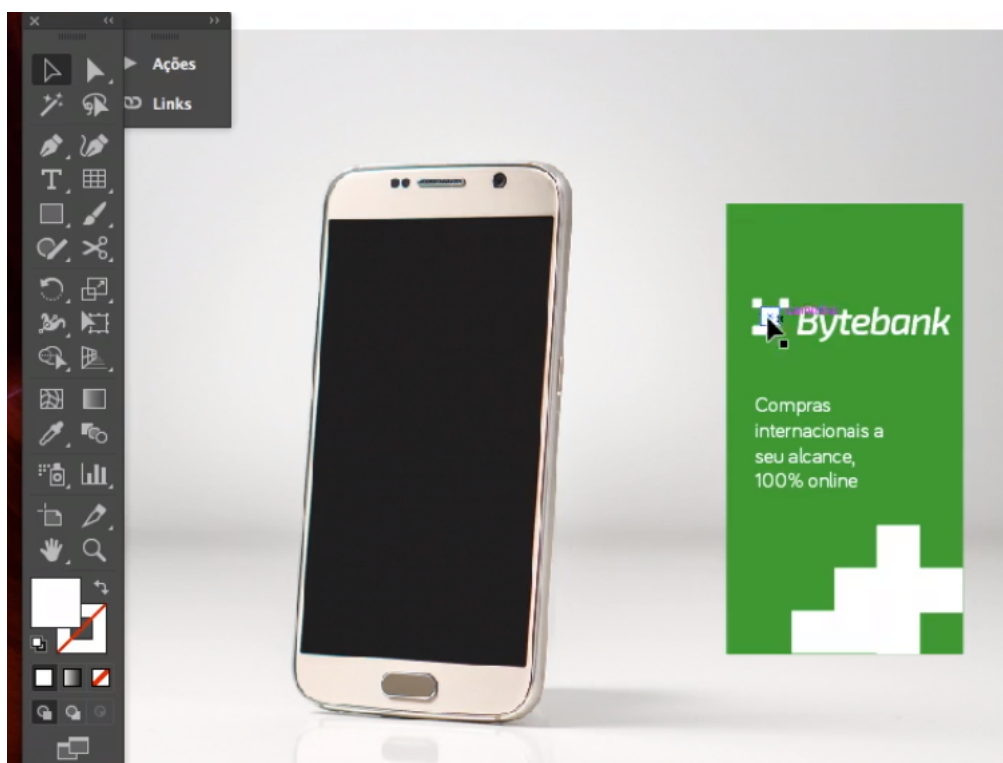 Ações
Links
Bytebank
Compras
internacionais a
seu alcance,
100% online